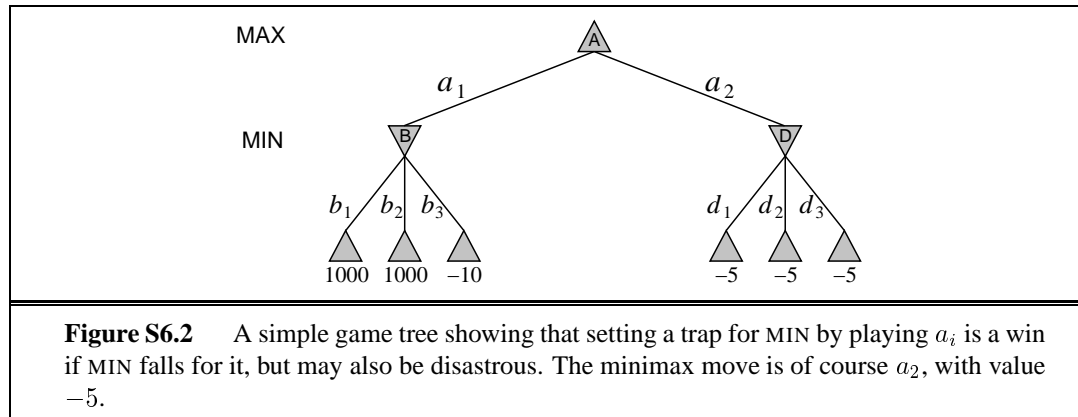 MAX
A
a1 a2
MIN
B D
b1 b2 b3 d1 d2 d3
1000 1000 −10 −5 −5 −5
Figure S6.2 A simple game tree showing that setting a trap for MIN by playing ai is a win
if MIN falls for it, but may also be disastrous. The minimax move is of course a2, with value
−5.